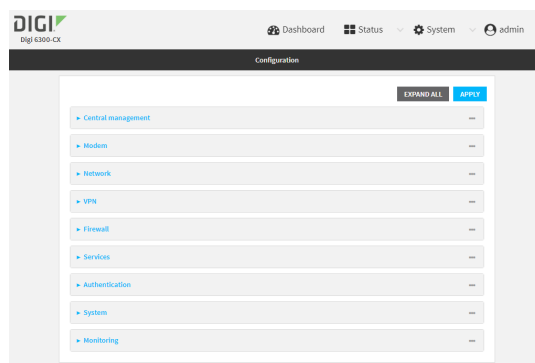 DIGI
Digi 6300-CX
Dashboard Status System admin
Configuration
EXPAND ALL APPLY
Central management
Modem
Network
VPN
Firewall
Services
Authentication
System
Monitoring